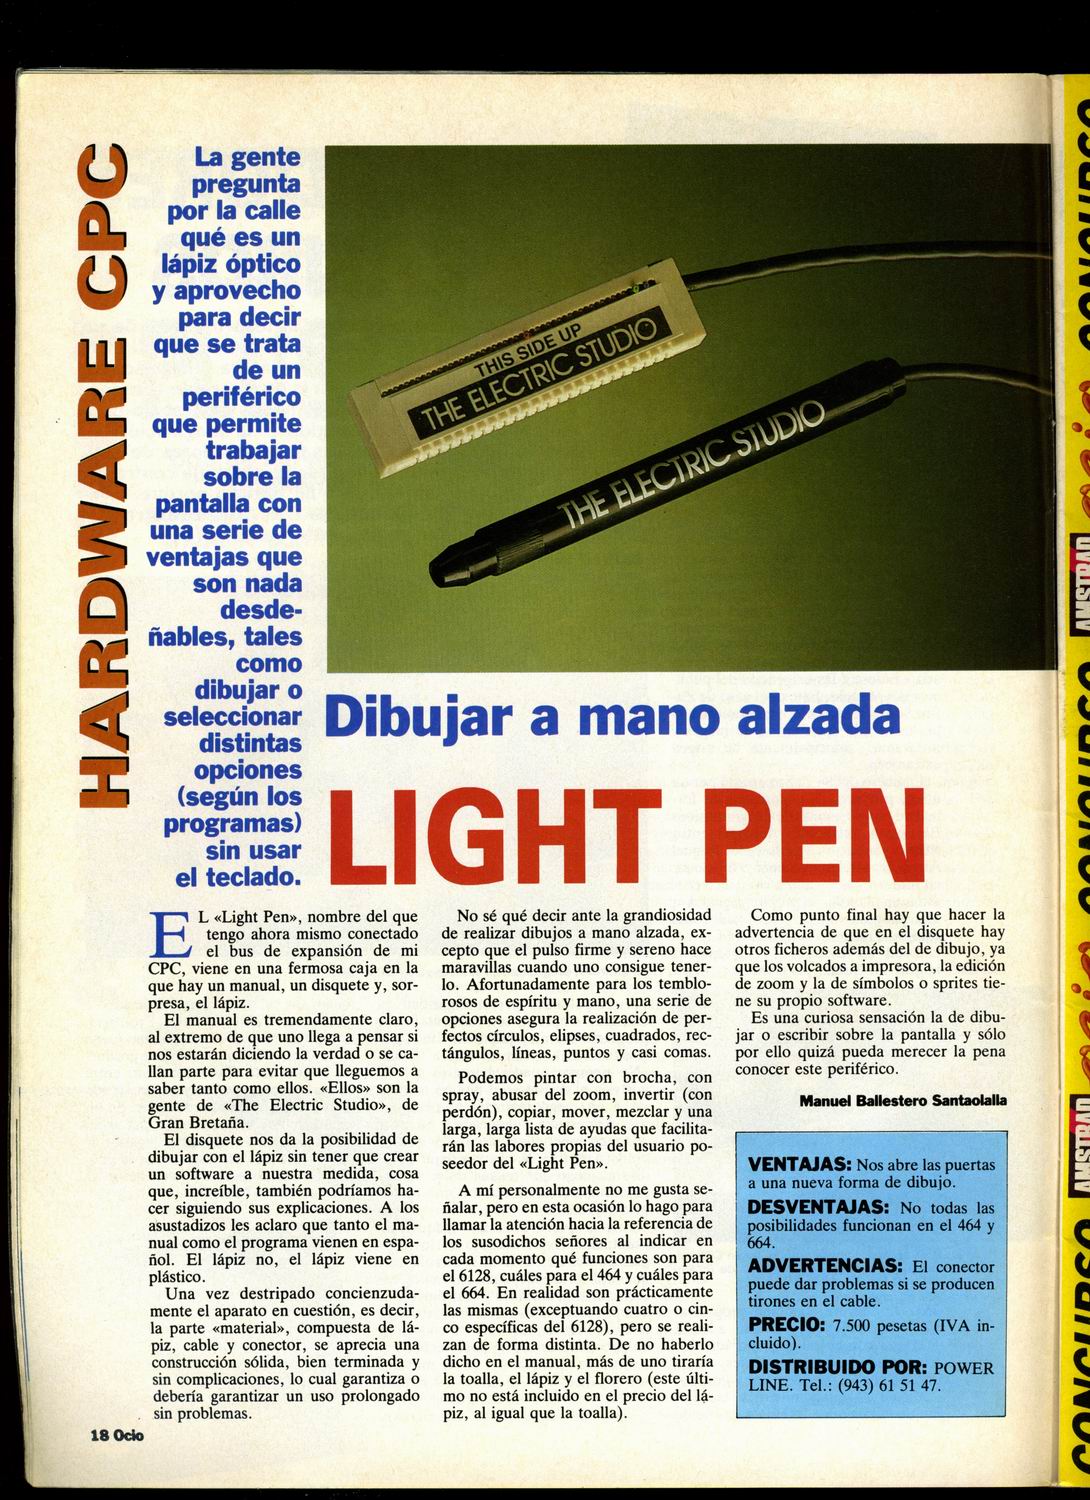 HARDWARE CPC
La gente
pregunta
por la calle
qué es un
lápiz óptico
y aprovecho
para decir
que se trata
de un
periférico
que permite
trabajar
sobre la
pantalla con
una serie de
ventajas que
son nada
desde-
ñables, tales
como
dibujar o
seleccionar
distintas
opciones
(según los
programas)
sin usar
el teclado.
THIS SIDE UP
THE ELECTRIC STUDIO
THE ELECTRIC STUDIO
Dibujar a mano alzada
LIGHT PEN
EL «Light Pen», nombre del que
tengo ahora mismo conectado
el bus de expansión de mi
CPC, viene en una fermosa caja en la
que hay un manual, un disquete y, sor-
presa, el lápiz.
El manual es tremendamente claro,
al extremo de que uno llega a pensar si
nos estarán diciendo la verdad o se ca-
llan parte para evitar que lleguemos a
saber tanto como ellos. «Ellos» son la
gente de «The Electric Studio», de
Gran Bretaña.
El disquete nos da la posibilidad de
dibujar con el lápiz sin tener que crear
un software a nuestra medida, cosa
que, increíble, también podríamos ha-
cer siguiendo sus explicaciones. A los
asustadizos les aclaro que tanto el ma-
nual como el programa vienen en espa-
ñol. El lápiz no, el lápiz viene en
plástico.
Una vez destripado concienzuda-
mente el aparato en cuestión, es decir,
la parte «material», compuesta de lá-
piz, cable y conector, se aprecia una
construcción sólida, bien terminada y
sin complicaciones, lo cual garantiza o
debería garantizar un uso prolongado
sin problemas.
No sé qué decir ante la grandiosidad
de realizar dibujos a mano alzada, ex-
cepto que el pulso firme y sereno hace
maravillas cuando uno consigue tener-
lo. Afortunadamente para los temblo-
rosos de espíritu y mano, una serie de
opciones asegura la realización de per-
fectos círculos, elipses, cuadrados, rec-
tángulos, líneas, puntos y casi comas.
Podemos pintar con brocha, con
spray, abusar del zoom, invertir (con
perdón), copiar, mover, mezclar y una
larga, larga lista de ayudas que facilita-
rán las labores propias del usuario po-
seedor del «Light Pen».
A mí personalmente no me gusta se-
ñalar, pero en esta ocasión lo hago para
llamar la atención hacia la referencia de
los susodichos señores al indicar en
cada momento qué funciones son para
el 6128, cuáles para el 464 y cuáles para
el 664. En realidad son prácticamente
las mismas (exceptuando cuatro o cin-
co específicas del 6128), pero se reali-
zan de forma distinta. De no haberlo
dicho en el manual, más de uno tiraría
la toalla, el lápiz y el florero (este últi-
mo no está incluido en el precio del lá-
piz, al igual que la toalla).
Como punto final hay que hacer la
advertencia de que en el disquete hay
otros ficheros además del de dibujo, ya
que los volcados a impresora, la edición
de zoom y la de símbolos o sprites tie-
ne su propio software.
Es una curiosa sensación la de dibu-
jar o escribir sobre la pantalla y sólo
por ello quizá pueda merecer la pena
conocer este periférico.
Manuel Ballestero Santaolalla
VENTAJAS: Nos abre las puertas
a una nueva forma de dibujo.
DESVENTAJAS: No todas las
posibilidades funcionan en el 464 y
664.
ADVERTENCIAS: El conector
puede dar problemas si se producen
tirones en el cable.
PRECIO: 7.500 pesetas (IVA in-
cluido).
DISTRIBUIDO POR: POWER
LINE. Tel.: (943) 61 51 47.
18 Ocio
CONCURSO
AMSTRAD
CONCURSO
AMSTRAD
CONCURSO